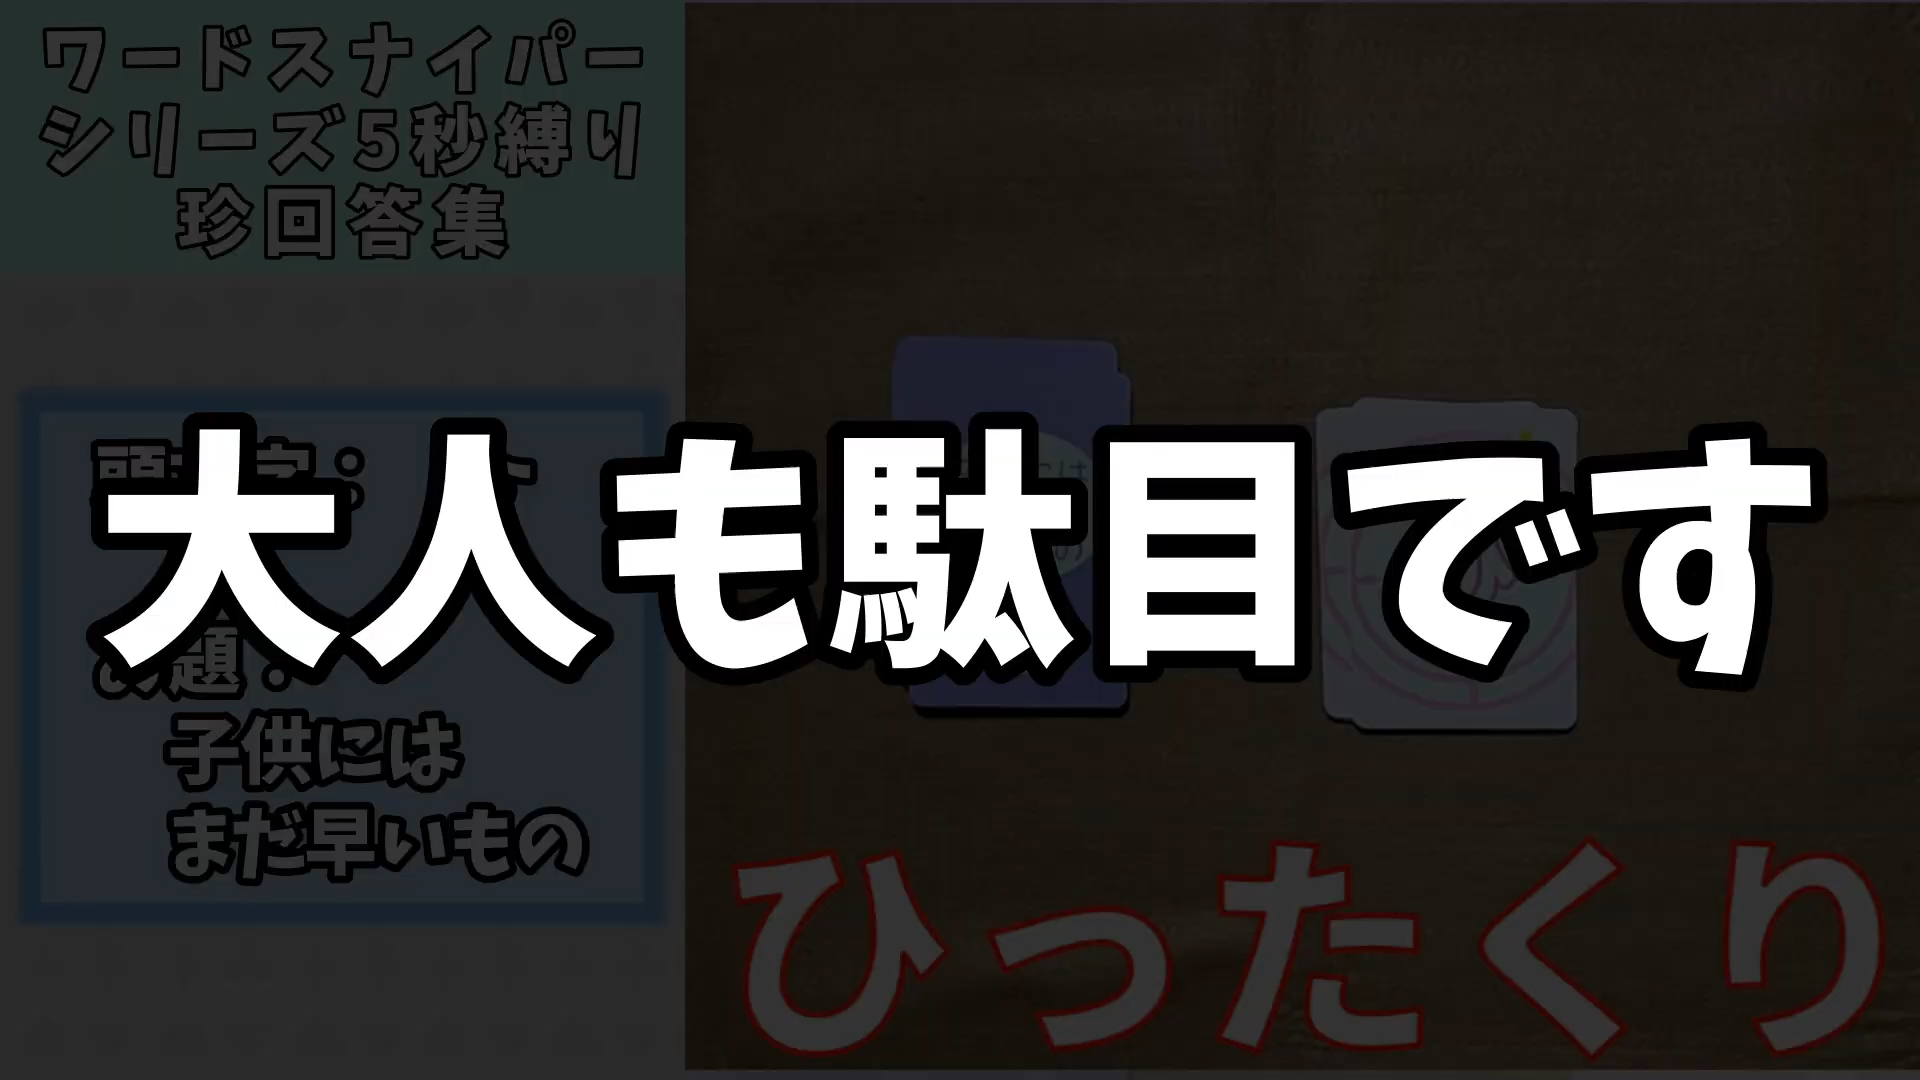 ワードスナイパー
シリーズ5秒縛り
珍回答集
大人も駄目です
お題：
子供には
まだ早いもの
ひったくり